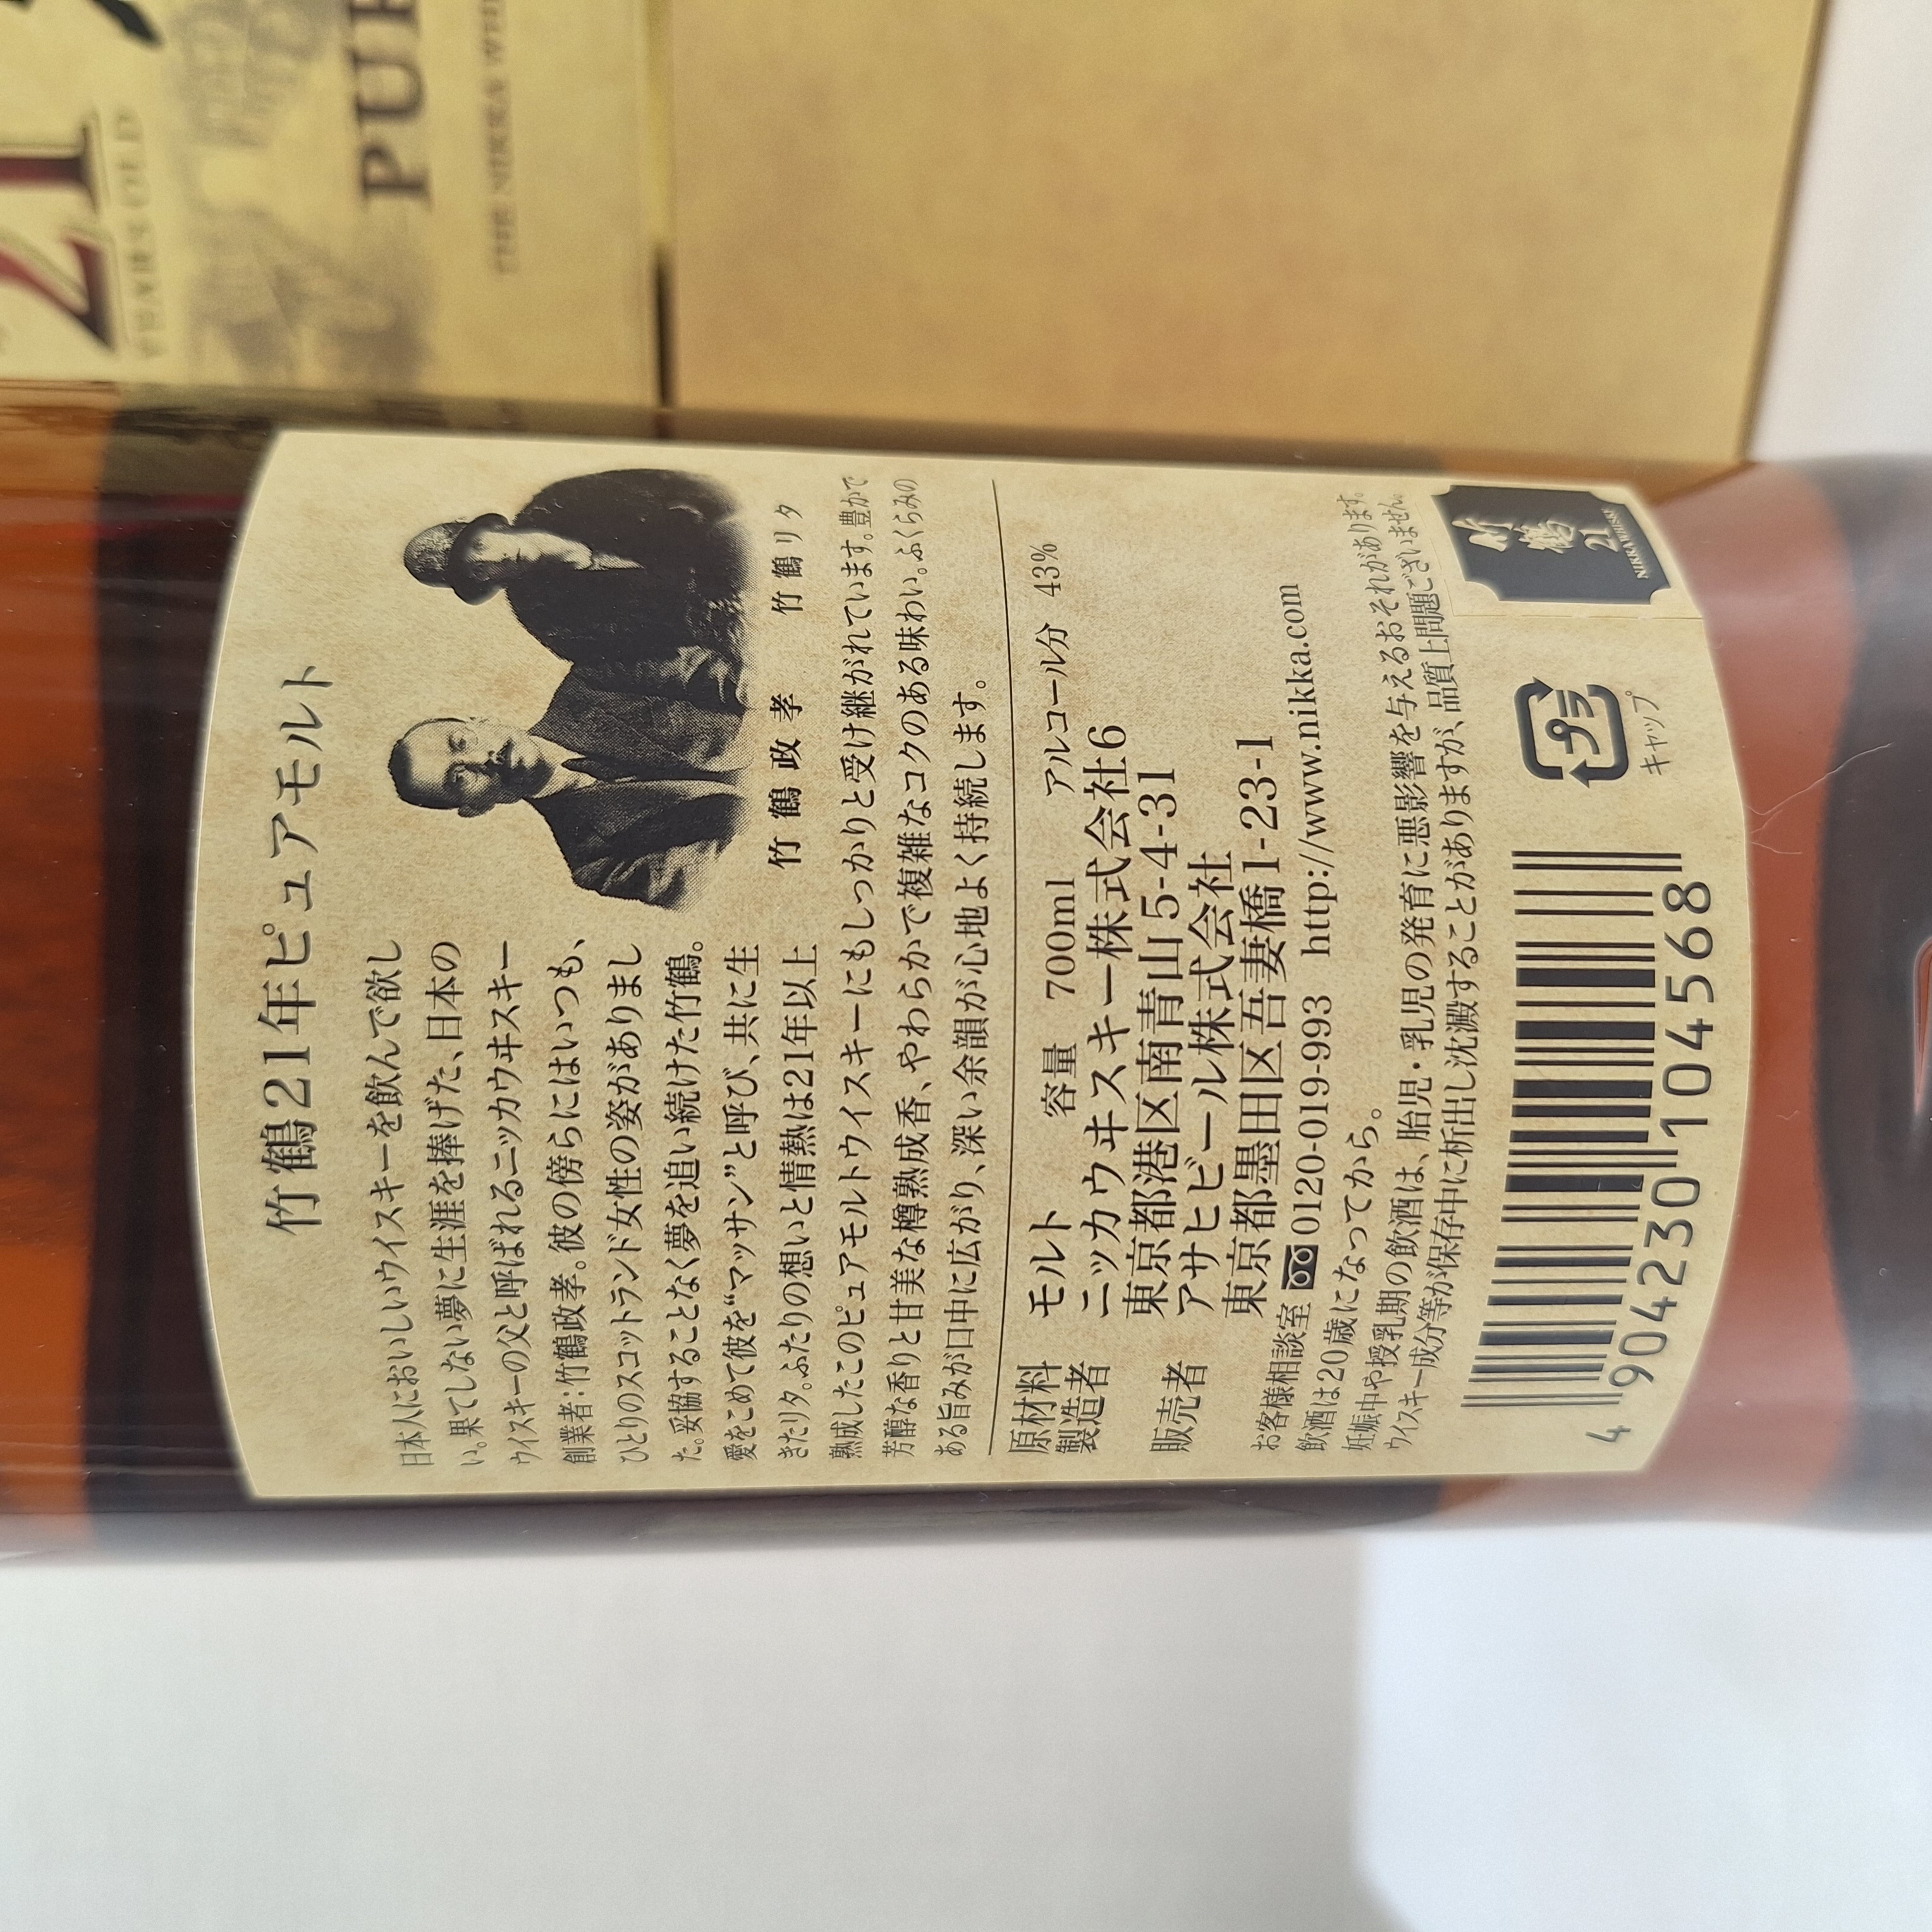 竹鶴21年ピュアモルト
日本人においしいウイスキーを飲んで欲し
い。果てしない夢に生涯を捧げた、日本の
ウイスキーの父と呼ばれるニッカウヰスキー
創業者:竹鶴政孝。彼の傍らにはいつも、
ひとりのスコットランド女性の姿がありまし
た。妥協することなく夢を追い続けた竹鶴。
愛をこめて彼を“マッサン”と呼び、共に生
きたリタ。ふたりの想いと情熱は21年以上
熟成したこのピュアモルトウイスキーにもしっかりと受け継がれています。豊かで
芳醇な香りと甘美な樽熟成香、やわらかで複雑なコクのある味わい。ふくらみの
ある旨みが口中に広がり、深い余韻が心地よく持続します。
竹鶴政孝 竹鶴リタ
原材料 モルト 容量 700ml アルコール分 43%
製造者 ニッカウヰスキー株式会社6
東京都港区南青山5-4-31
販売者 アサヒビール株式会社
東京都墨田区吾妻橋1-23-1
お客様相談室 0120-019-993 http://www.nikka.com
飲酒は20歳になってから。
妊娠中や授乳期の飲酒は、胎児・乳児の発育に悪影響を与えるおそれがあります。
ウイスキー成分等が保存中に析出し沈澱することがありますが、品質上問題ございません。
4 904230 104568
プラ
キャップ
竹鶴
21
NIKKA WHISKY
21
YEARS OLD
PU
THE NIKKA WHI